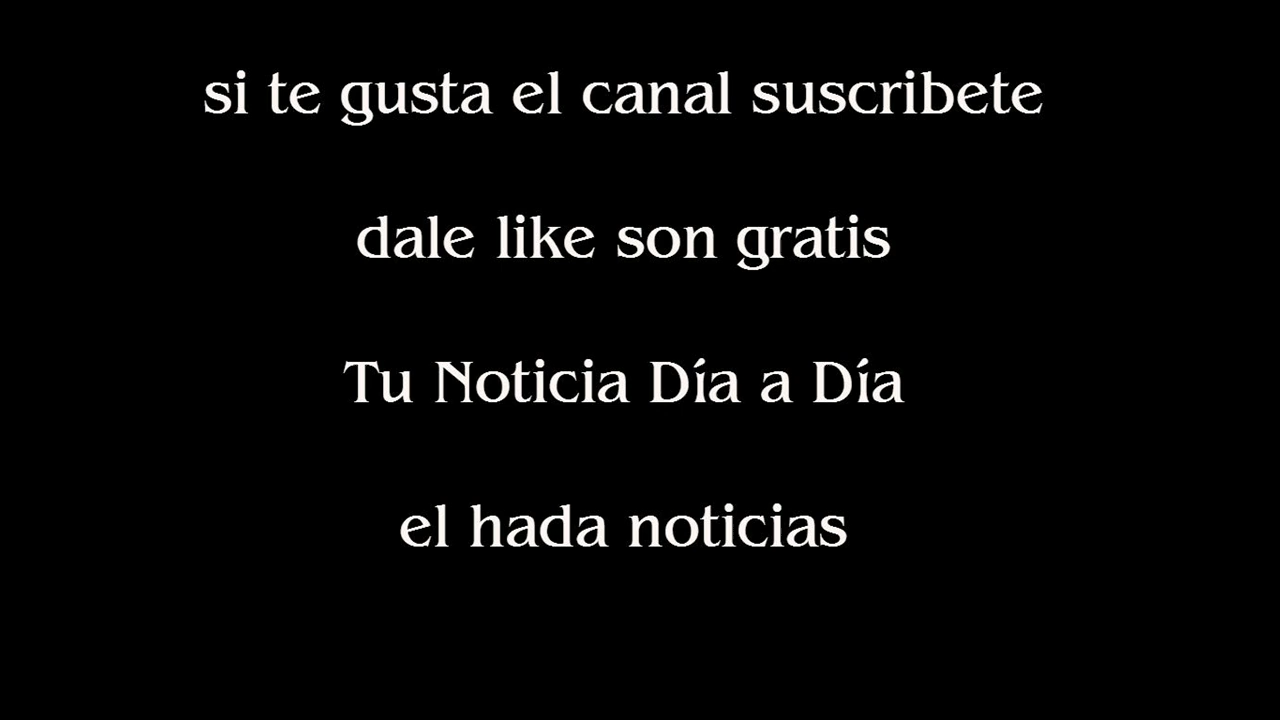 si te gusta el canal suscribete
dale like son gratis
Tu Noticia Día a Día
el hada noticias